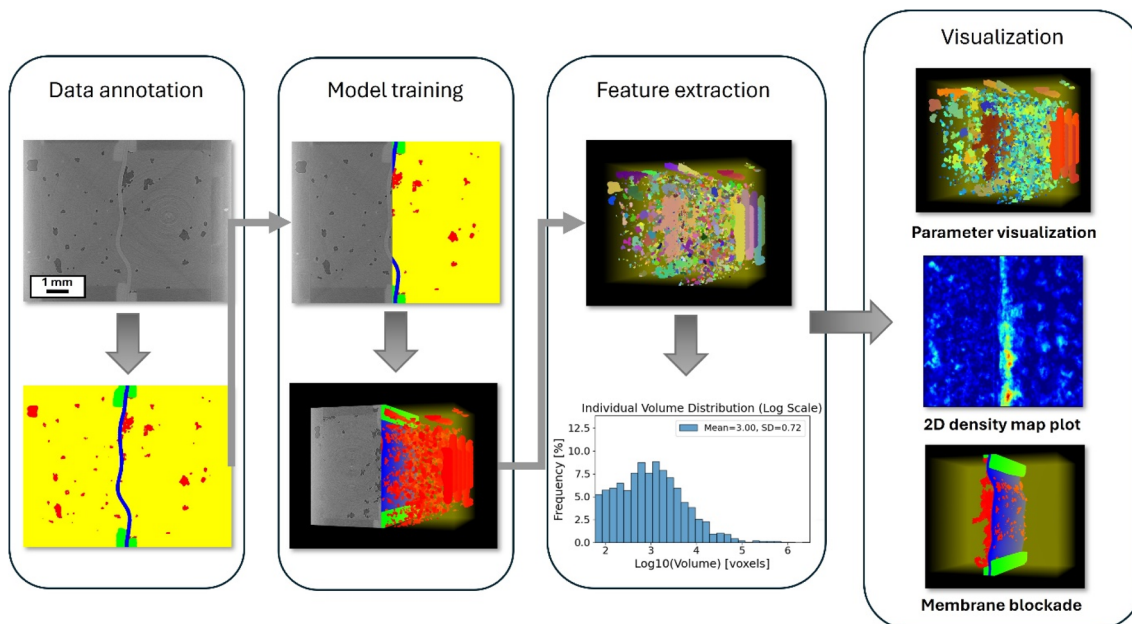 Data annotation
1 mm
Model training
Feature extraction
Individual Volume Distribution (Log Scale)
Mean=3.00, SD=0.72
Frequency [%]
12.5
10.0
7.5
5.0
2.5
0.0
2 3 4 5 6
Log10(Volume) [voxels]
Visualization
Parameter visualization
2D density map plot
Membrane blockade